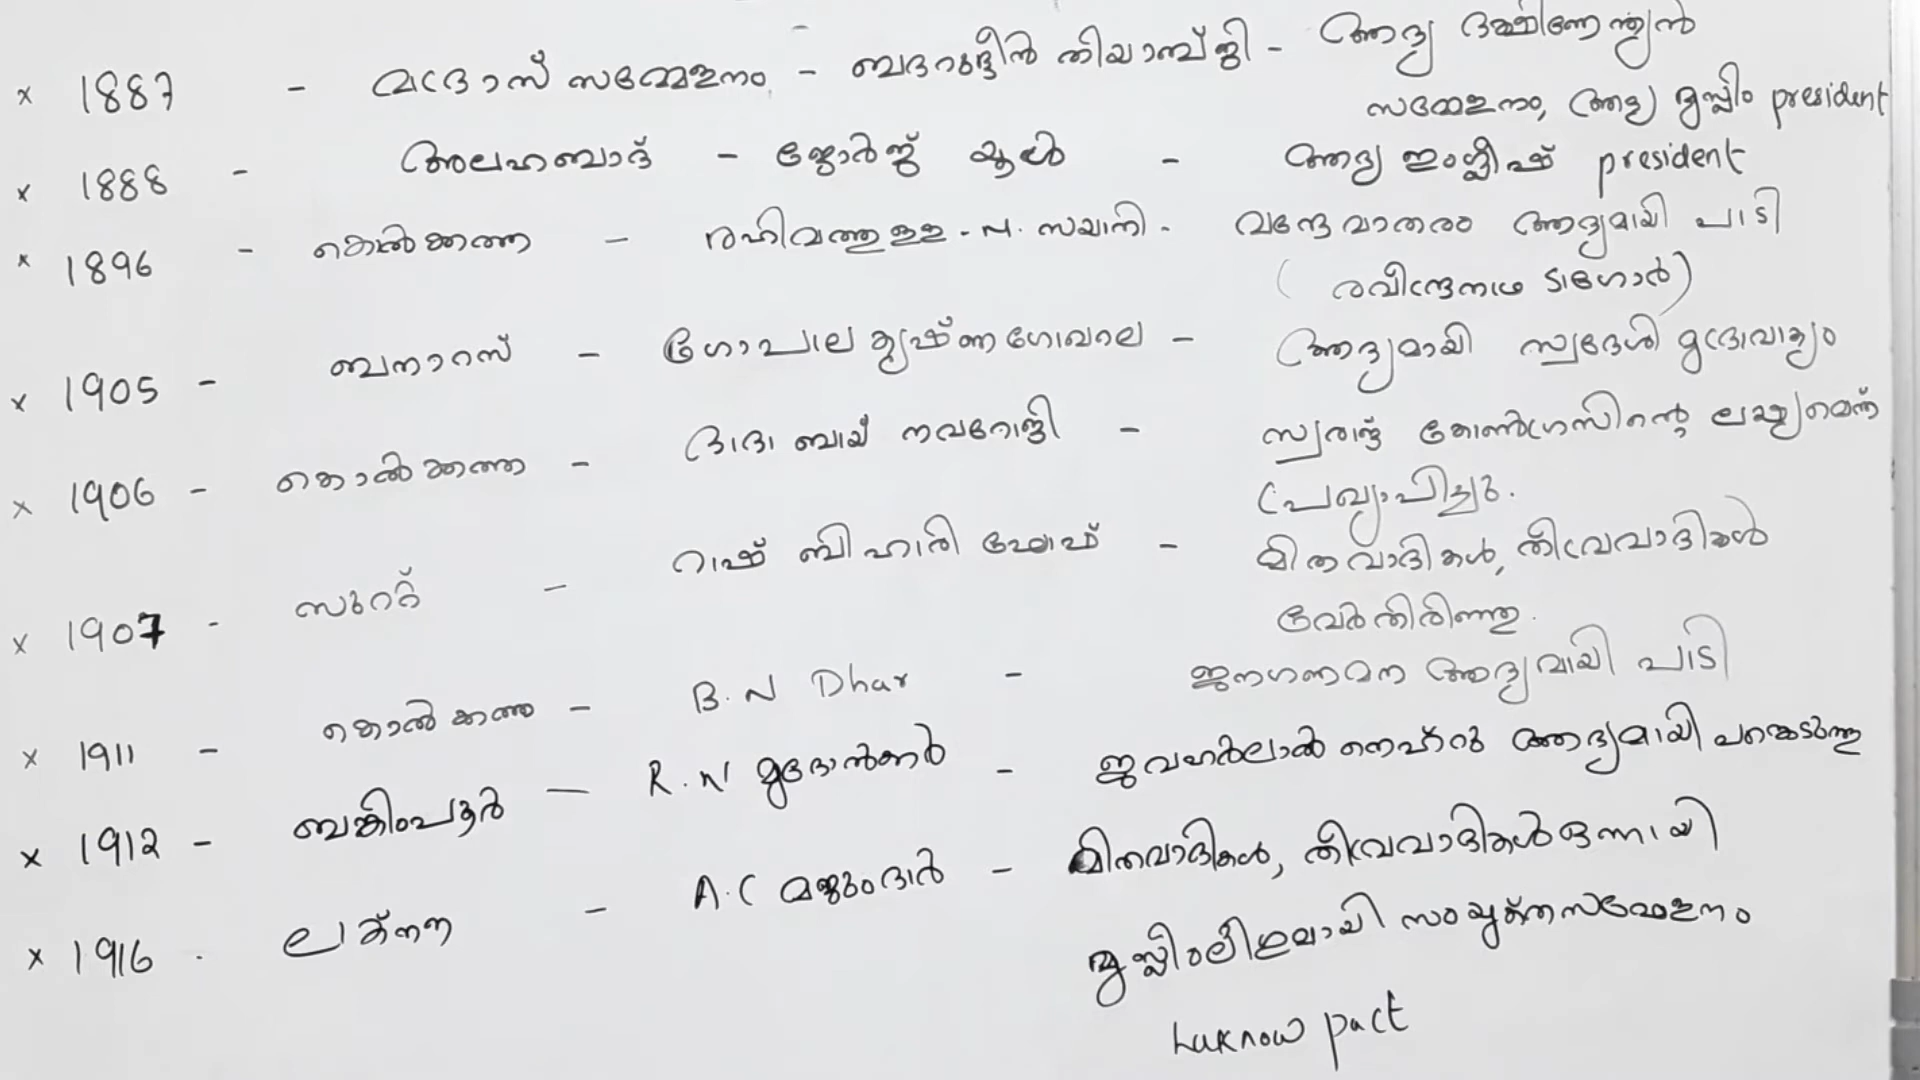 x 1887 - മദ്രാസ് സമ്മേളനം - ബദറുദ്ദീൻ തിയാബ്ജി - ആദ്യ ദക്ഷിണേന്ത്യൻ
സമ്മേളനം, ആദ്യ മുസ്ലിം president
x 1888 - അലഹബാദ് - ജോർജ്ജ് യൂൾ - ആദ്യ ഇംഗ്ലീഷ് president
x 1896 - കൊൽക്കത്ത - രഹിമത്തുള്ള - M. സയാനി - വന്ദേമാതരം ആദ്യമായി പാടി
(രവീന്ദ്രനാഥ ടാഗോർ)
x 1905 - ബനാറസ് - ഗോപാല കൃഷ്ണ ഗോഖലെ - ആദ്യമായി സ്വദേശി മുദ്രാവാക്യം
x 1906 - കൊൽക്കത്ത - ദാദാ ബായ് നവറോജി - സ്വരാജ് കോൺഗ്രസിന്റെ ലക്ഷ്യമെന്ന്
പ്രഖ്യാപിച്ചു.
x 1907 - സൂററ്റ് - റാഷ് ബിഹാരി ഘോഷ് - മിതവാദികൾ, തീവ്രവാദികൾ
വേർതിരിഞ്ഞു.
x 1911 - കൊൽക്കത്ത - B.N Dhar - ജനഗണമന ആദ്യമായി പാടി
x 1912 - ബങ്കിംപൂർ - R.N മുധോൽക്കർ - ജവഹർലാൽ നെഹ്റു ആദ്യമായി പങ്കെടുത്തു
x 1916 - ലക്നൗ - A.C മജുംദാർ - മിതവാദികൾ, തീവ്രവാദികൾ ഒന്നായി
മുസ്ലിംലീഗുമായി സംയുക്തസമ്മേളനം
Luknow pact